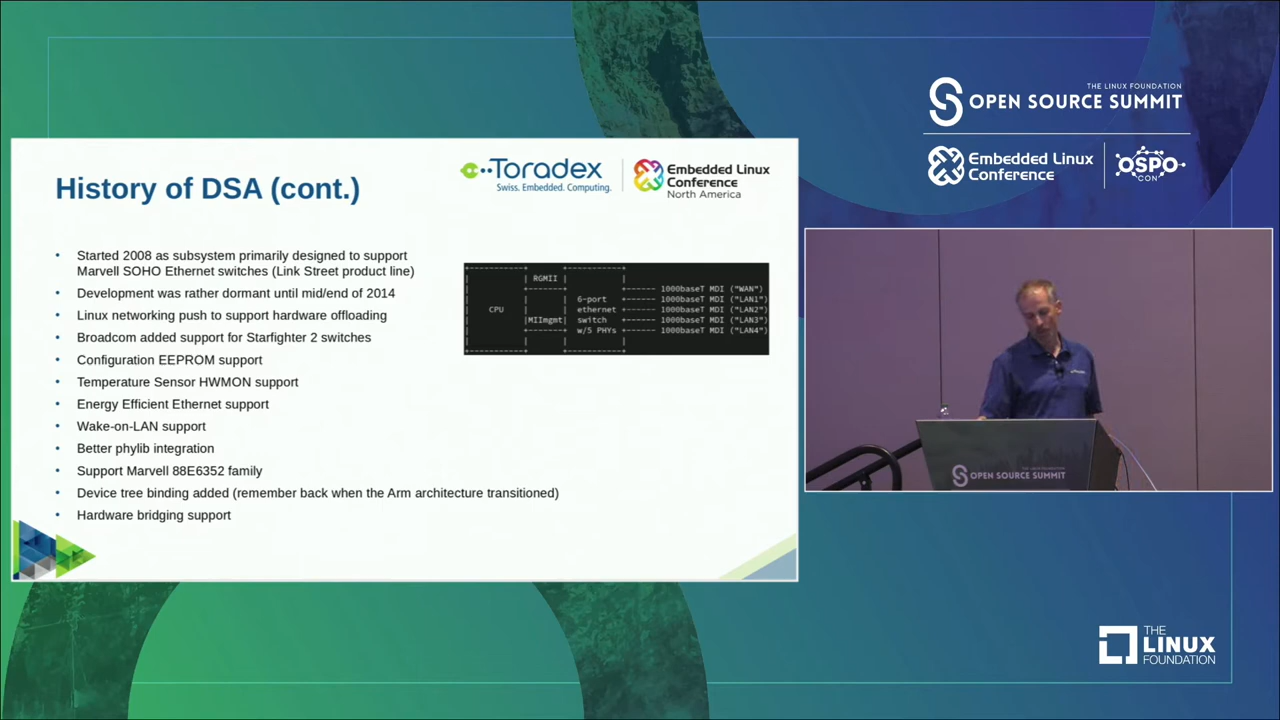 THE LINUX FOUNDATION
OPEN SOURCE SUMMIT
Embedded Linux Conference
OSPO CON
Toradex
Swiss. Embedded. Computing.
Embedded Linux Conference
North America
History of DSA (cont.)
• Started 2008 as subsystem primarily designed to support
Marvell SOHO Ethernet switches (Link Street product line)
• Development was rather dormant until mid/end of 2014
• Linux networking push to support hardware offloading
• Broadcom added support for Starfighter 2 switches
• Configuration EEPROM support
• Temperature Sensor HWMON support
• Energy Efficient Ethernet support
• Wake-on-LAN support
• Better phylib integration
• Support Marvell 88E6352 family
• Device tree binding added (remember back when the Arm architecture transitioned)
• Hardware bridging support
RGMII
1000baseT MDI ("WAN")
6-port 1000baseT MDI ("LAN1")
CPU ethernet 1000baseT MDI ("LAN2")
MIImgmt switch 1000baseT MDI ("LAN3")
w/5 PHYs 1000baseT MDI ("LAN4")
THE LINUX FOUNDATION
OPEN SOURCE SUMMIT
THE
LINUX
FOUNDATION